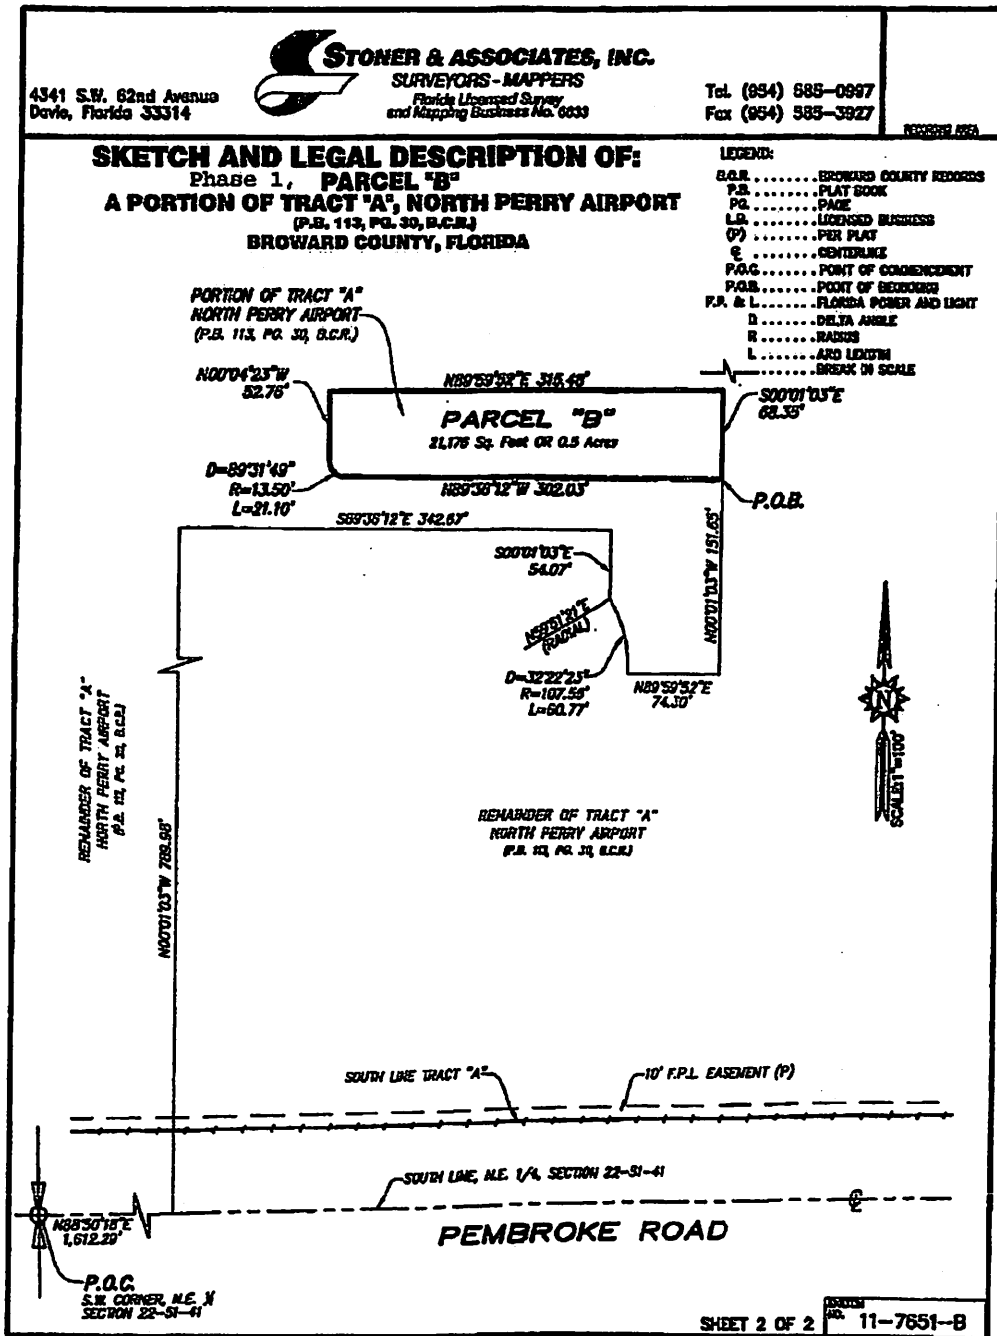 STONER & ASSOCIATES, INC.
SURVEYORS - MAPPERS
Florida Licensed Survey
and Mapping Business No. 6633
4341 S.W. 62nd Avenue
Davie, Florida 33314
Tel. (954) 585-0997
Fax (954) 585-3927
RECORDING AREA
SKETCH AND LEGAL DESCRIPTION OF:
Phase 1, PARCEL "B"
A PORTION OF TRACT "A", NORTH PERRY AIRPORT
(P.B. 113, PG. 30, B.C.R.)
BROWARD COUNTY, FLORIDA
LEGEND:
B.C.R. ........ BROWARD COUNTY RECORDS
P.B. ........ PLAT BOOK
PG. ........ PAGE
L.B. ........ LICENSED BUSINESS
(P) ........ PER PLAT
℄ ........ CENTERLINE
P.O.C. ....... POINT OF COMMENCEMENT
P.O.B. ....... POINT OF BEGINNING
F.P. & L. ....... FLORIDA POWER AND LIGHT
D ....... DELTA ANGLE
R ....... RADIUS
L ....... ARC LENGTH
....... BREAK IN SCALE
PORTION OF TRACT "A"
NORTH PERRY AIRPORT
(P.B. 113, PG. 30, B.C.R.)
N00°04'23"W
52.76'
N89°59'52"E 315.48'
S00°01'03"E
68.35'
PARCEL "B"
21,176 Sq. Feet OR 0.5 Acres
D=89°31'49"
R=13.50'
L=21.10'
N89°36'12"W 302.03'
P.O.B.
S89°36'12"E 342.67'
S00°01'03"E
54.07'
N00°01'03"W 151.65'
(RADIAL)
D=32°22'23"
R=107.55'
L=60.77'
N89°59'52"E
74.30'
N
SCALE: 1"=100'
REMAINDER OF TRACT "A"
NORTH PERRY AIRPORT
(P.B. 113, PG. 30, B.C.R.)
N00°01'03"W 789.98'
REMAINDER OF TRACT "A"
NORTH PERRY AIRPORT
(P.B. 113, PG. 30, B.C.R.)
SOUTH LINE TRACT "A"
10' F.P.L. EASEMENT (P)
SOUTH LINE, N.E. 1/4, SECTION 22-51-41
℄
N88°50'18"E
1,612.29'
PEMBROKE ROAD
P.O.C.
S.W. CORNER, N.E. ¼
SECTION 22-51-41
SHEET 2 OF 2
NO. 11-7651-B